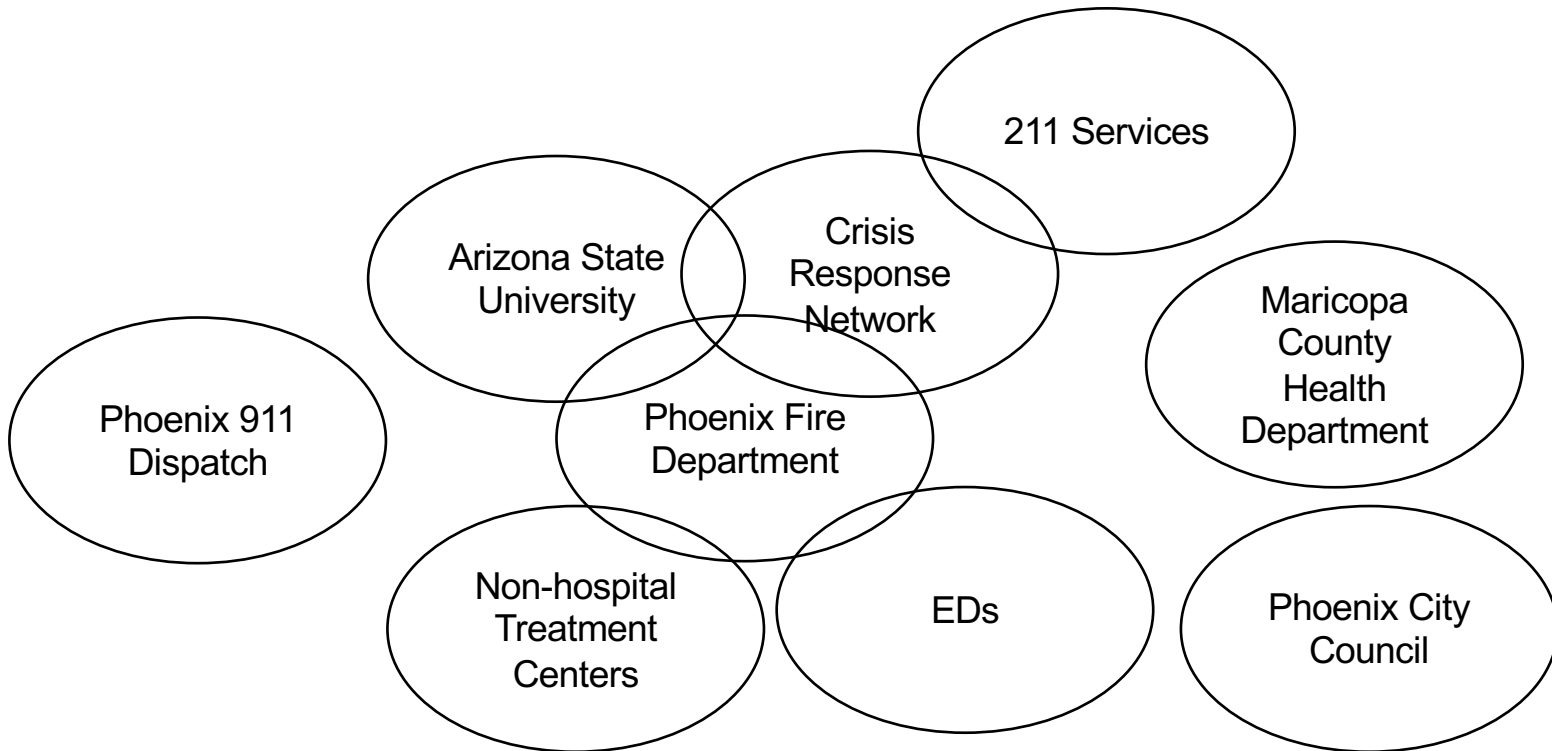 211 Services
Arizona State
University
Crisis
Response
Network
Maricopa
County
Health
Department
Phoenix 911
Dispatch
Phoenix Fire
Department
Non-hospital
Treatment
Centers
EDs
Phoenix City
Council